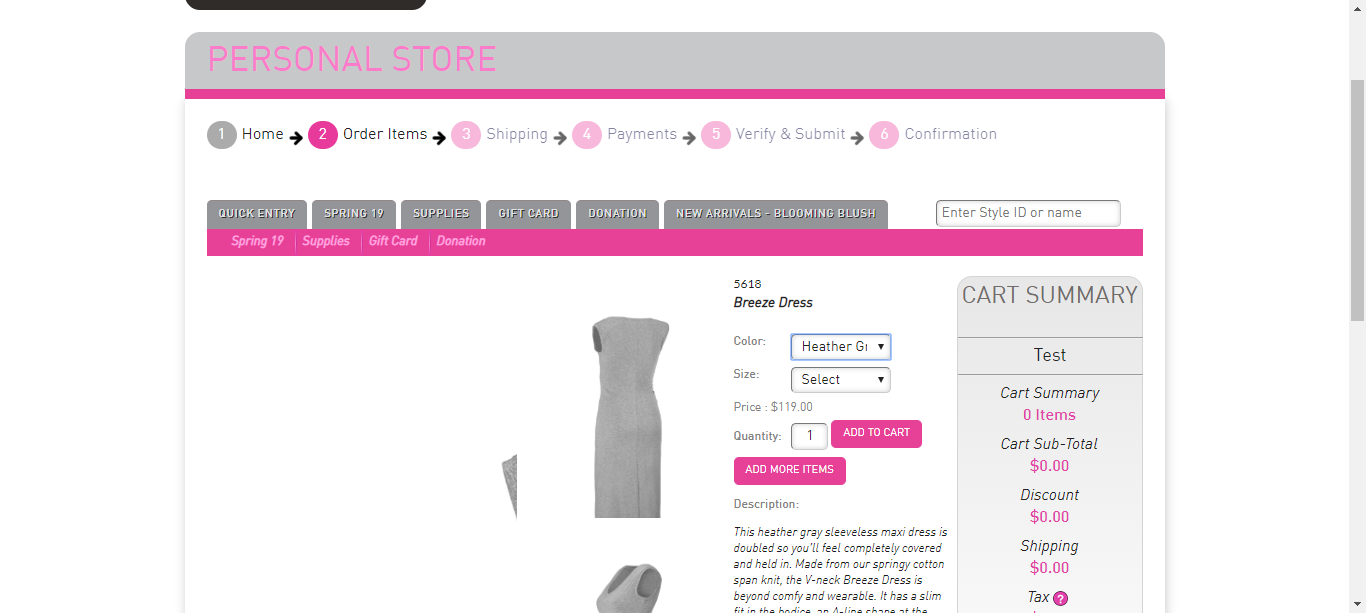 PERSONAL STORE
1 Home 2 Order Items 3 Shipping 4 Payments 5 Verify & Submit 6 Confirmation
QUICK ENTRY SPRING 19 SUPPLIES GIFT CARD DONATION NEW ARRIVALS - BLOOMING BLUSH Enter Style ID or name
Spring 19 Supplies Gift Card Donation
5618
Breeze Dress
Color: Heather Gr
Size: Select
Price : $119.00
Quantity: 1 ADD TO CART
ADD MORE ITEMS
Description:
This heather gray sleeveless maxi dress is
doubled so you'll feel completely covered
and held in. Made from our springy cotton
span knit, the V-neck Breeze Dress is
beyond comfy and wearable. It has a slim
fit in the bodice, an A-line shape at the
CART SUMMARY
Test
Cart Summary
0 Items
Cart Sub-Total
$0.00
Discount
$0.00
Shipping
$0.00
Tax ?